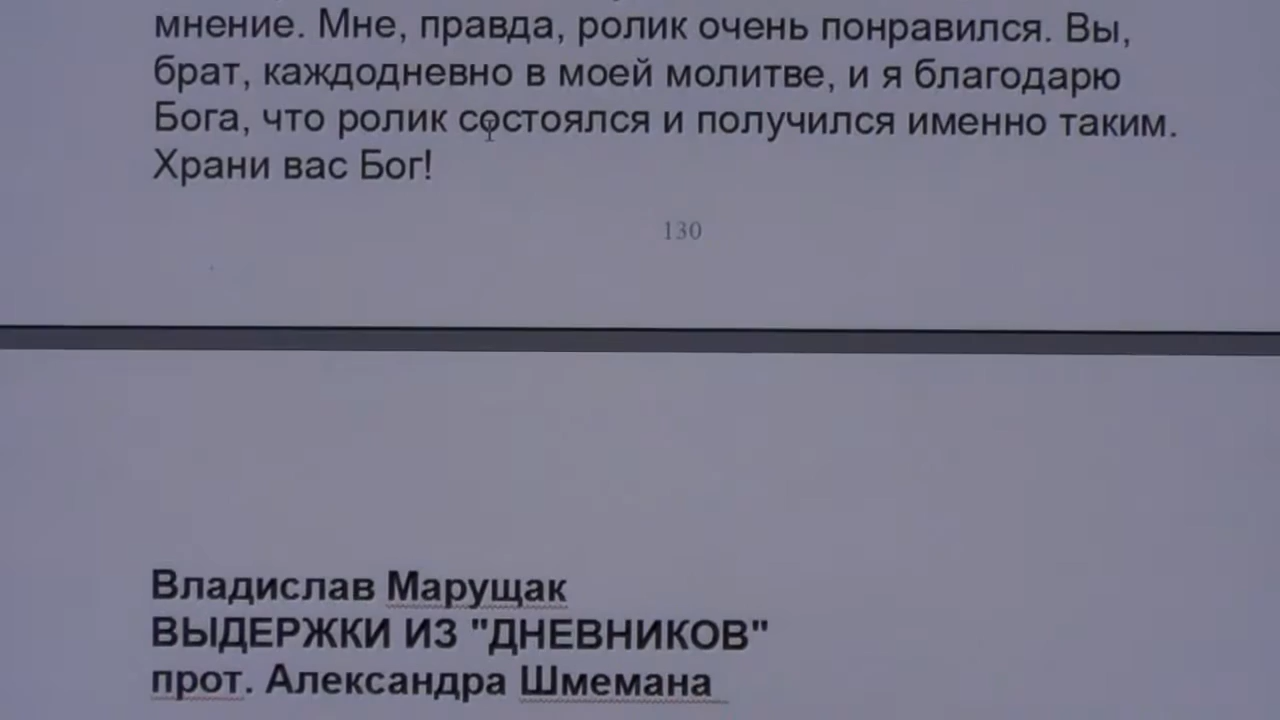 мнение. Мне, правда, ролик очень понравился. Вы,
брат, каждодневно в моей молитве, и я благодарю
Бога, что ролик состоялся и получился именно таким.
Храни вас Бог!
130
Владислав Марущак
ВЫДЕРЖКИ ИЗ "ДНЕВНИКОВ"
прот. Александра Шмемана